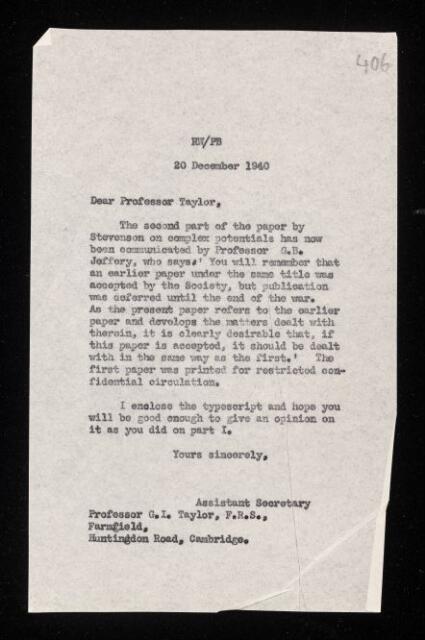 406
RW/PB
20 December 1940
Dear Professor Taylor,
The second part of the paper by
Stevenson on complex potentials has now
been communicated by Professor G.B.
Jeffery, who says,' You will remember that
an earlier paper under the same title was
accepted by the Society, but publication
was deferred until the end of the war.
As the present paper refers to the earlier
paper and develops the matters dealt with
therein, it is clearly desirable that, if
this paper is accepted, it should be dealt
with in the same way as the first.' The
first paper was printed for restricted con-
fidential circulation.
I enclose the typescript and hope you
will be good enough to give an opinion on
it as you did on part I.
Yours sincerely,
Assistant Secretary
Professor G.I. Taylor, F.R.S.,
Farmfield,
Huntingdon Road, Cambridge.